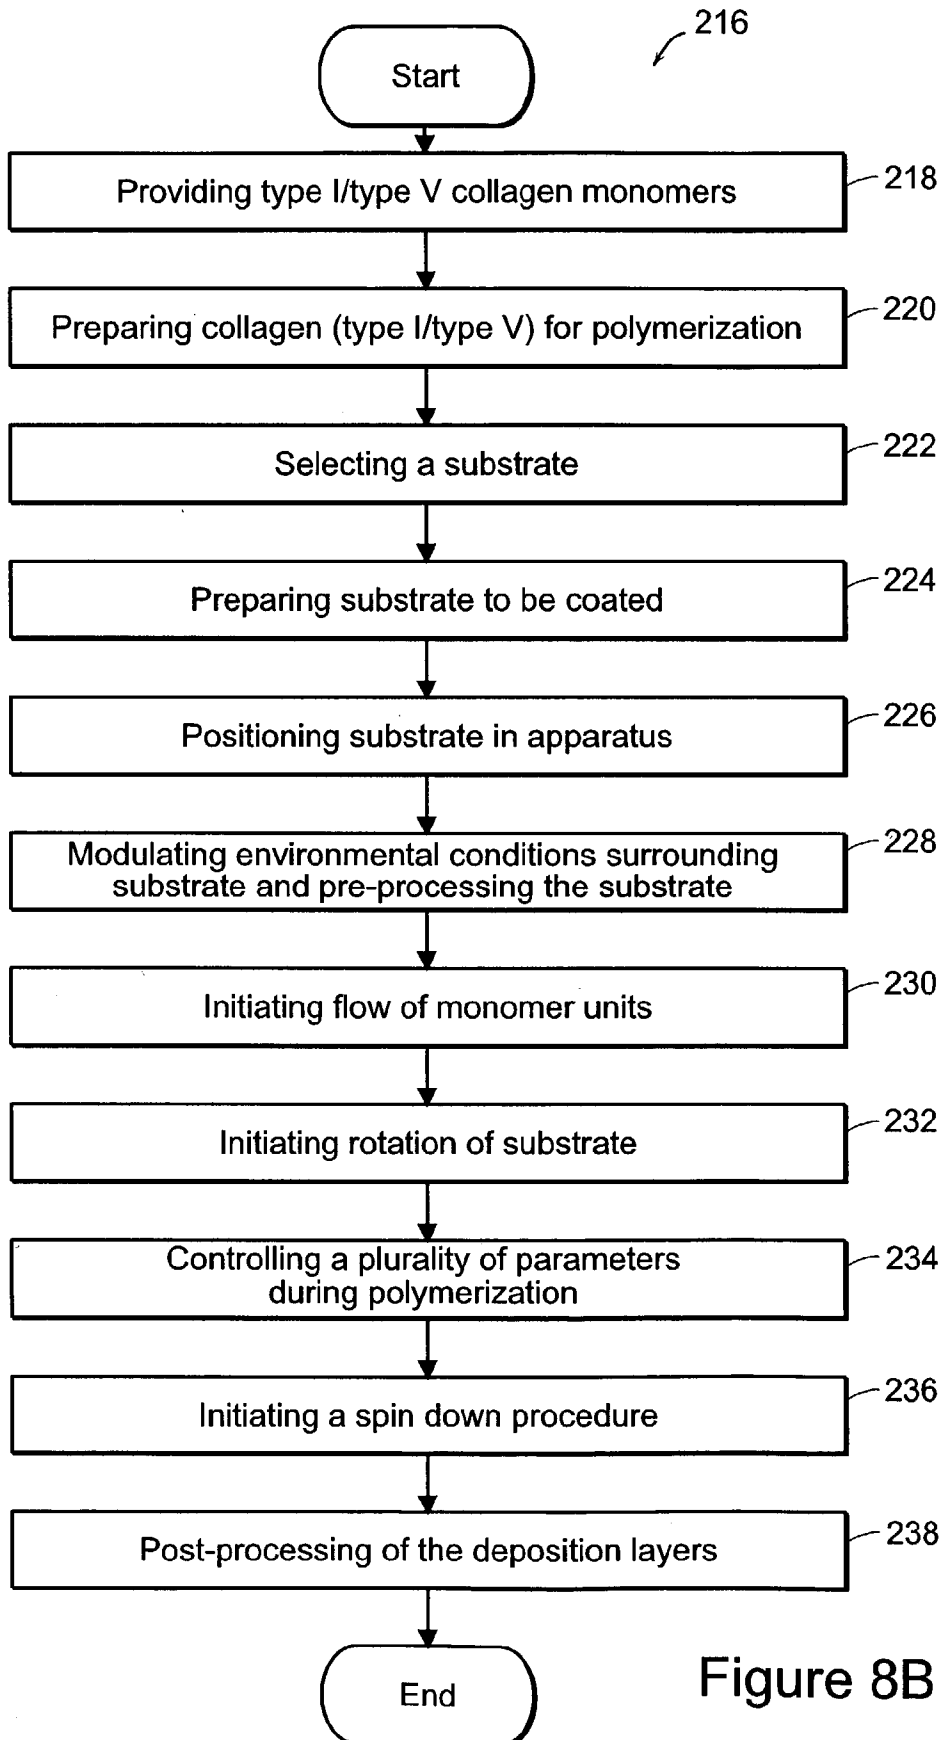 216
Start
Providing type I/type V collagen monomers
218
Preparing collagen (type I/type V) for polymerization
220
Selecting a substrate
222
Preparing substrate to be coated
224
Positioning substrate in apparatus
226
Modulating environmental conditions surrounding
substrate and pre-processing the substrate
228
Initiating flow of monomer units
230
Initiating rotation of substrate
232
Controlling a plurality of parameters
during polymerization
234
Initiating a spin down procedure
236
Post-processing of the deposition layers
238
End
Figure 8B